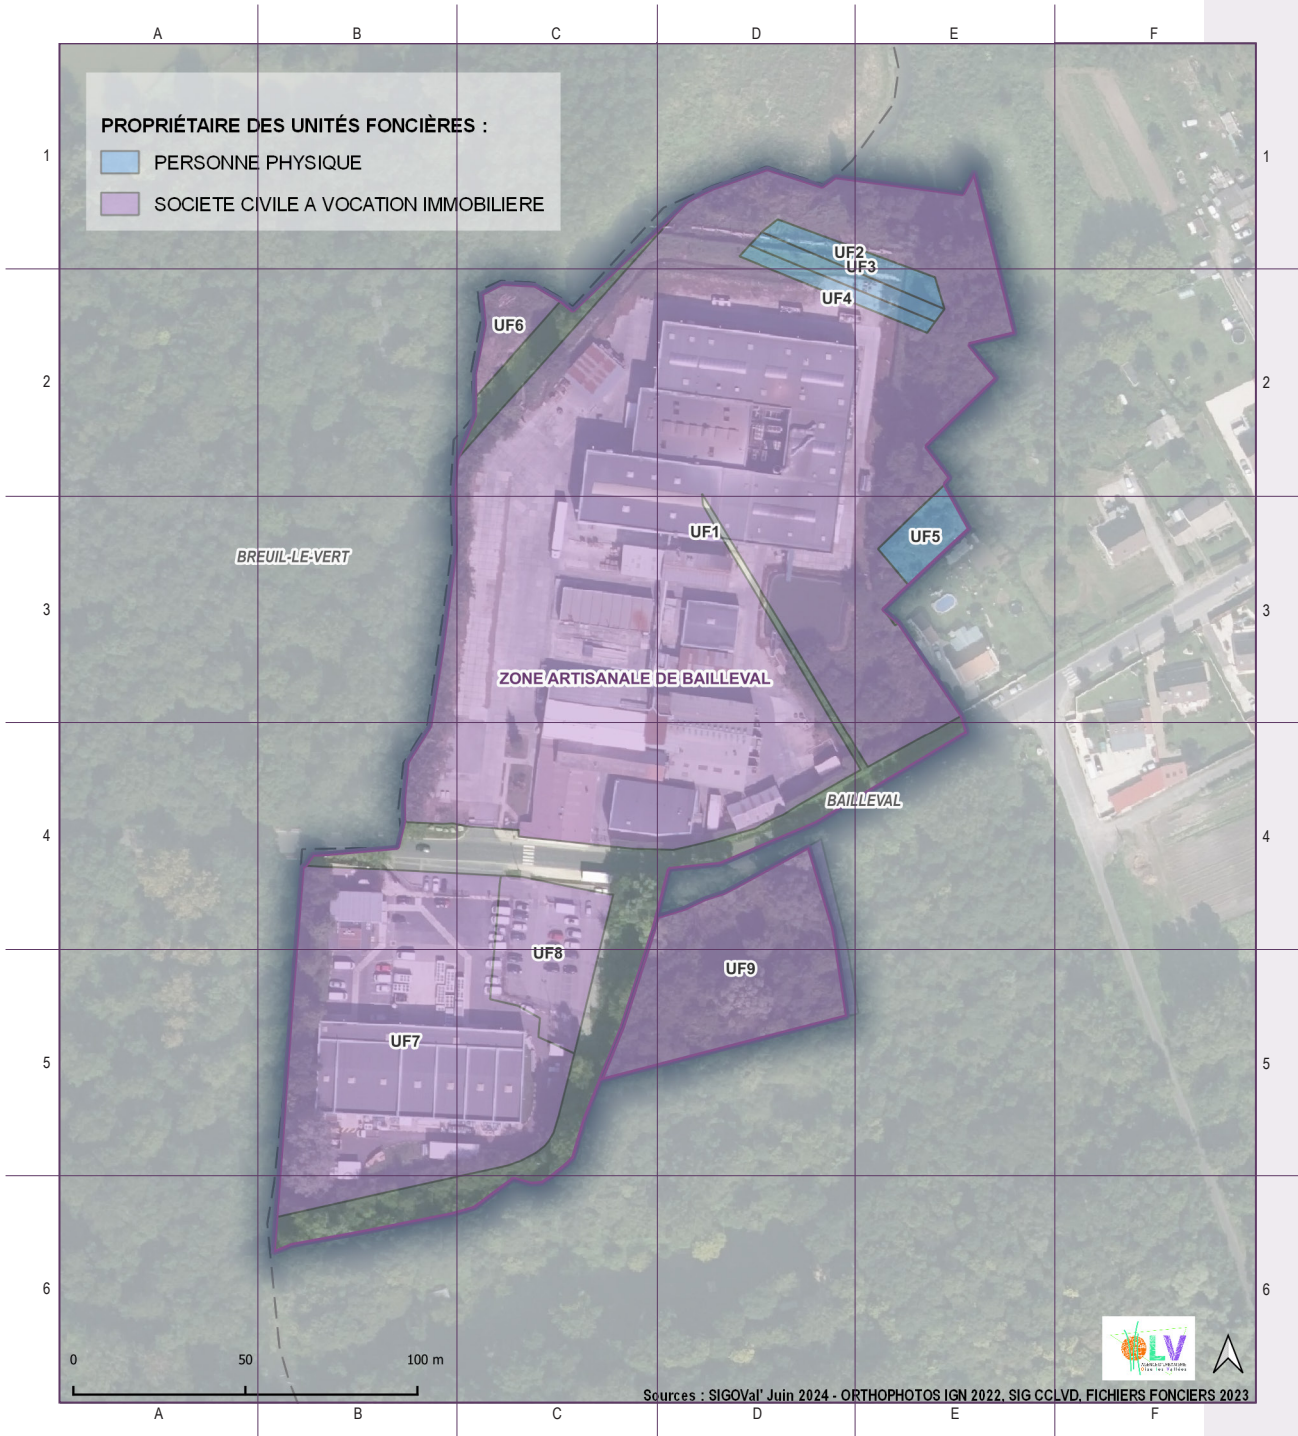 A B C D E F
PROPRIÉTAIRE DES UNITÉS FONCIÈRES :
PERSONNE PHYSIQUE
SOCIETE CIVILE A VOCATION IMMOBILIERE
1 1
UF2
UF3
UF4
UF6
2 2
UF1
UF5
BREUIL-LE-VERT
3 3
ZONE ARTISANALE DE BAILLEVAL
BAILLEVAL
4 4
UF8
UF9
UF7
5 5
6 6
LV
0 50 100 m
Sources : SIGOVal' Juin 2024 - ORTHOPHOTOS IGN 2022, SIG CCLVD, FICHIERS FONCIERS 2023
A B C D E F